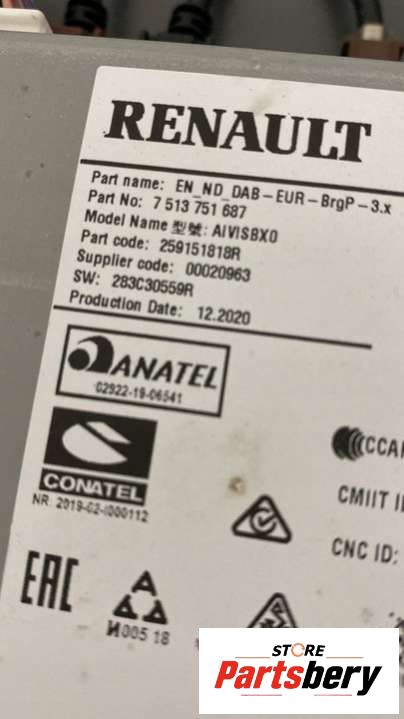 RENAULT
Part name: EN_ND_DAB-EUR-BrgP-3.x
Part No: 7 513 751 687
Model Name 型號: AIVISBX0
Part code: 259151818R
Supplier code: 00020963
SW: 283C30559R
Production Date: 12.2020
ANATEL
02922-19-06541
CCAI
CONATEL
CMIIT I
NR: 2019-02-I000112
CNC ID:
EAC
И005 18
STORE
Partsbery